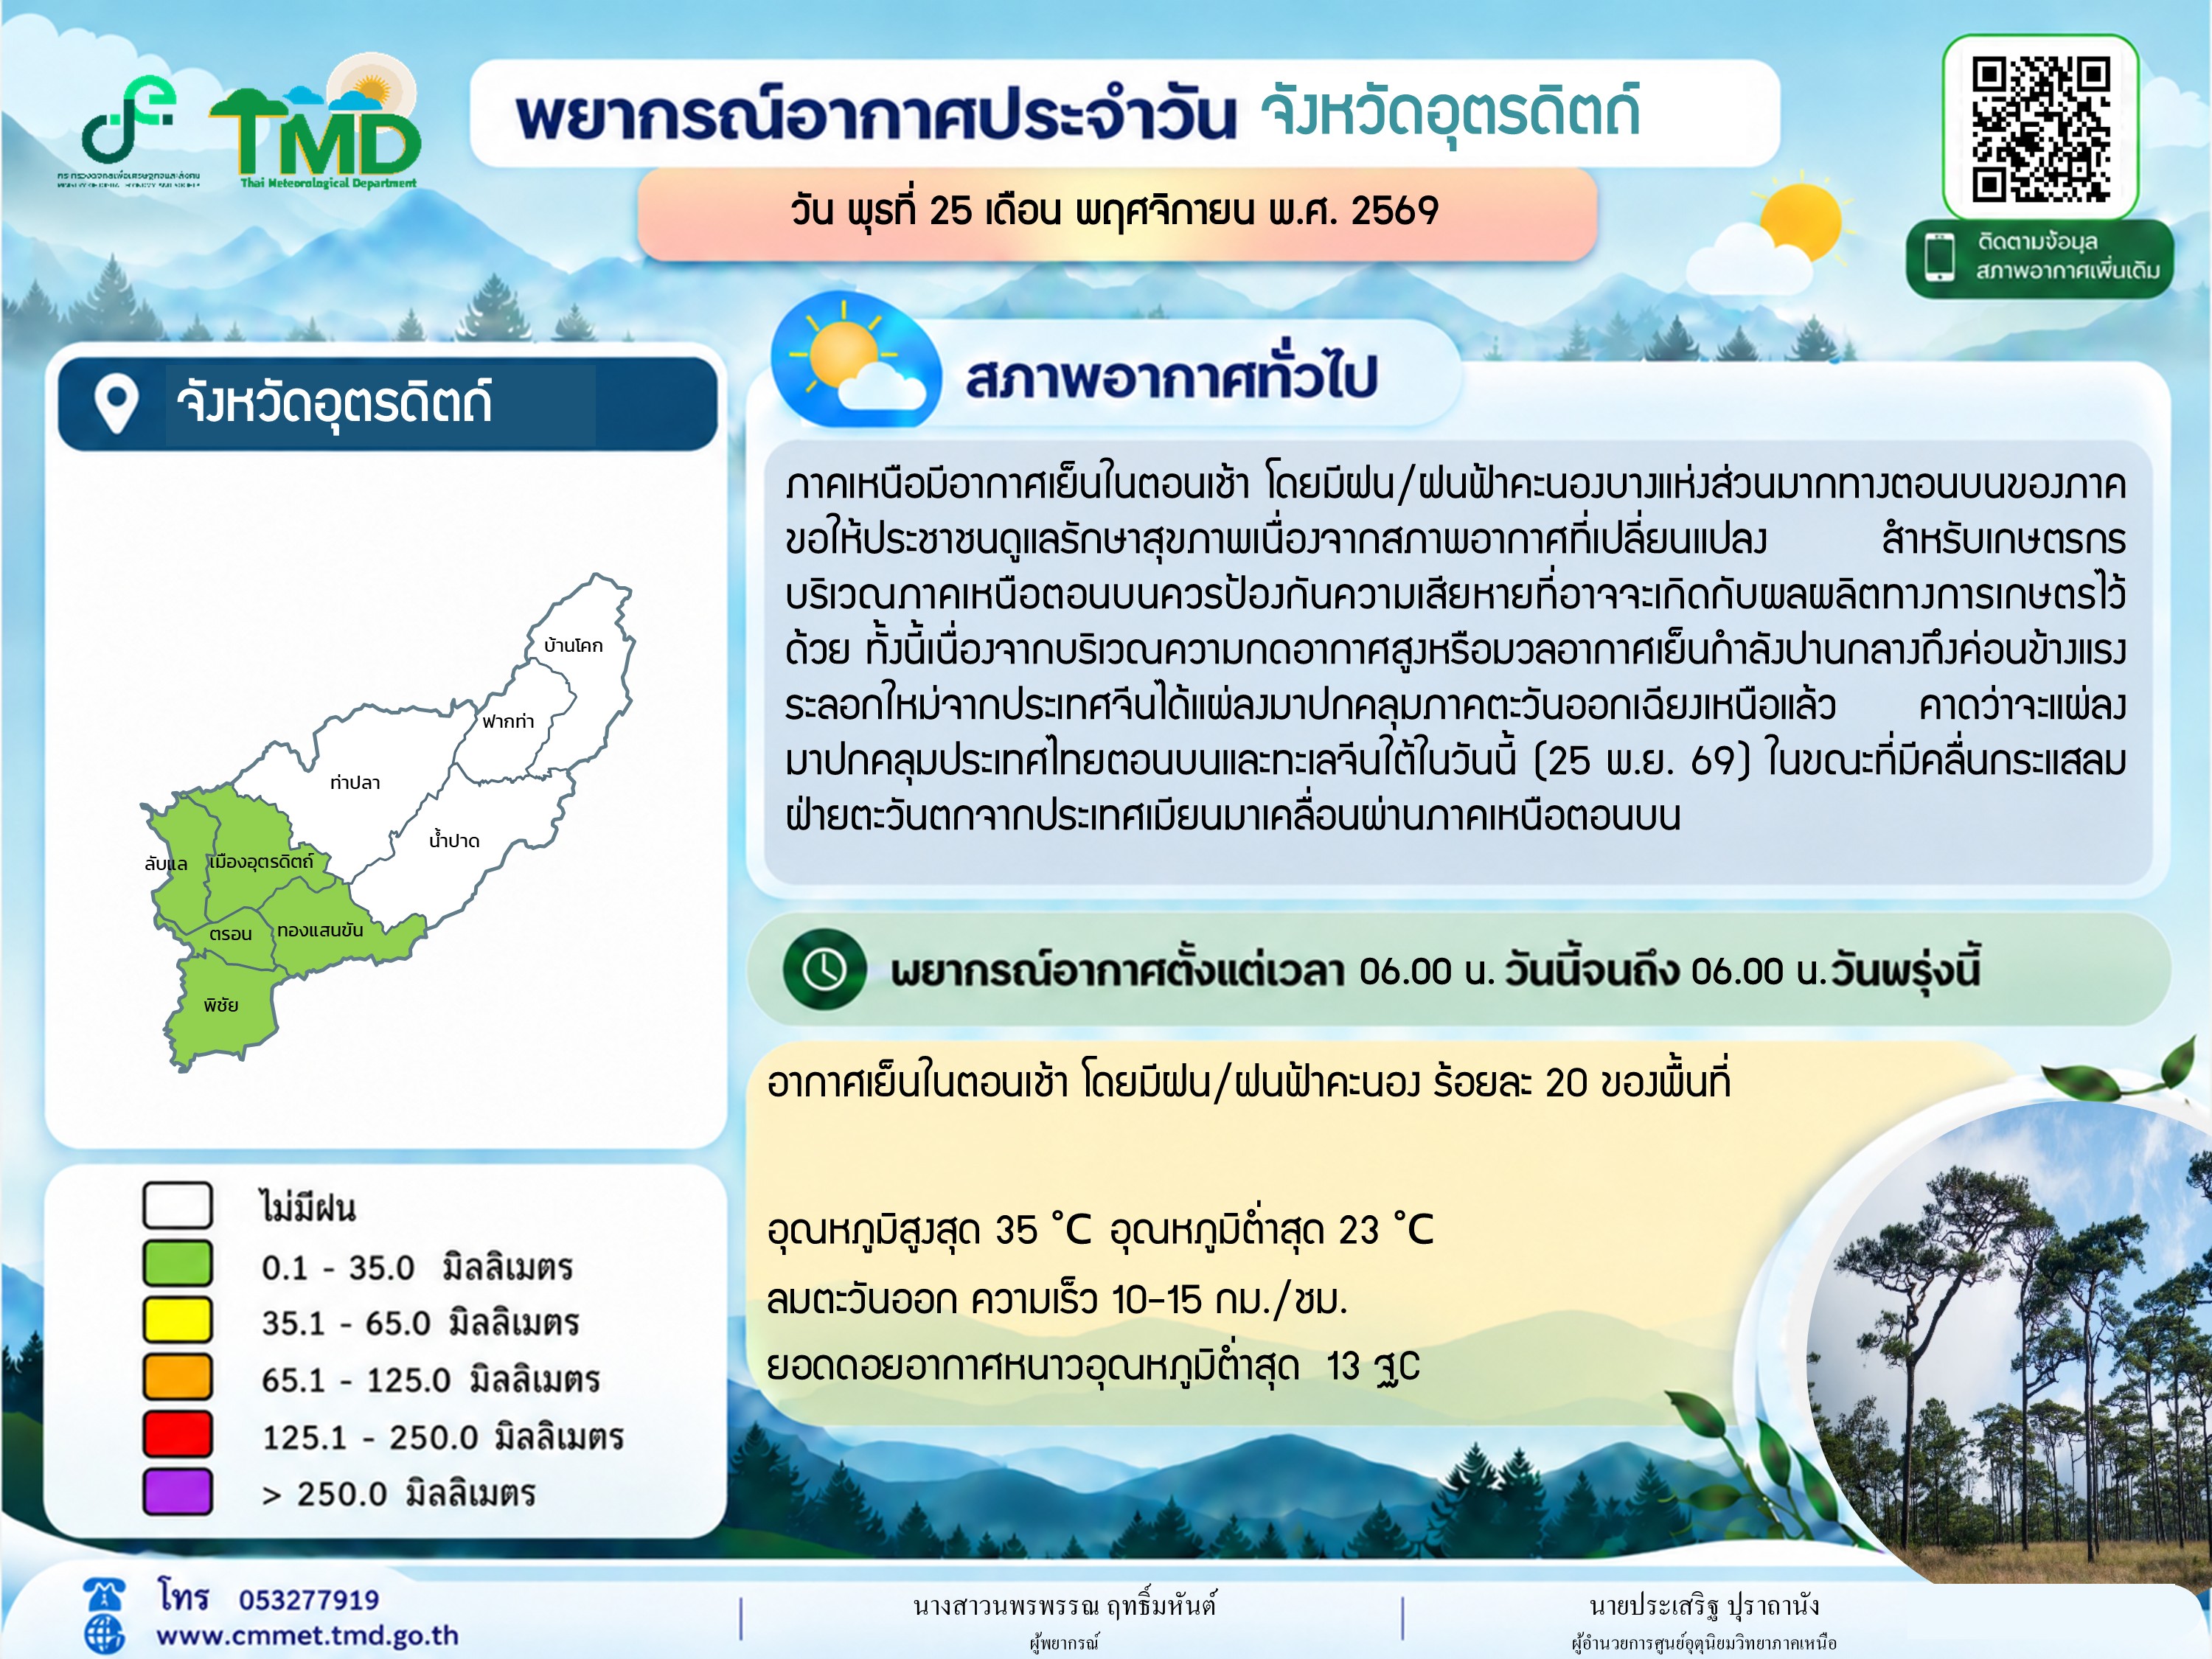 TMD
Thai Meteorological Department
พยากรณ์อากาศประจำวัน จังหวัดอุตรดิตถ์
วัน พุธที่ 25 เดือน พฤศจิกายน พ.ศ. 2569
ติดตามข้อมูล
สภาพอากาศเพิ่มเติม
จังหวัดอุตรดิตถ์
บ้านโคก
ฟากท่า
ท่าปลา
น้ำปาด
ลับแล
เมืองอุตรดิตถ์
ตรอน
ทองแสนขัน
พิชัย
ไม่มีฝน
0.1 - 35.0 มิลลิเมตร
35.1 - 65.0 มิลลิเมตร
65.1 - 125.0 มิลลิเมตร
125.1 - 250.0 มิลลิเมตร
> 250.0 มิลลิเมตร
สภาพอากาศทั่วไป
ภาคเหนือมีอากาศเย็นในตอนเช้า โดยมีฝน/ฝนฟ้าคะนองบางแห่งส่วนมากทางตอนบนของภาค
ขอให้ประชาชนดูแลรักษาสุขภาพเนื่องจากสภาพอากาศที่เปลี่ยนแปลง สำหรับเกษตรกร
บริเวณภาคเหนือตอนบนควรป้องกันความเสียหายที่อาจจะเกิดกับผลผลิตทางการเกษตรไว้
ด้วย ทั้งนี้เนื่องจากบริเวณความกดอากาศสูงหรือมวลอากาศเย็นกำลังปานกลางถึงค่อนข้างแรง
ระลอกใหม่จากประเทศจีนได้แผ่ลงมาปกคลุมภาคตะวันออกเฉียงเหนือแล้ว คาดว่าจะแผ่ลง
มาปกคลุมประเทศไทยตอนบนและทะเลจีนใต้ในวันนี้ (25 พ.ย. 69) ในขณะที่มีคลื่นกระแสลม
ฝ่ายตะวันตกจากประเทศเมียนมาเคลื่อนผ่านภาคเหนือตอนบน
พยากรณ์อากาศตั้งแต่เวลา 06.00 น. วันนี้จนถึง 06.00 น. วันพรุ่งนี้
อากาศเย็นในตอนเช้า โดยมีฝน/ฝนฟ้าคะนอง ร้อยละ 20 ของพื้นที่
อุณหภูมิสูงสุด 35 °C อุณหภูมิต่ำสุด 23 °C
ลมตะวันออก ความเร็ว 10-15 กม./ชม.
ยอดดอยอากาศหนาวอุณหภูมิต่ำสุด 13 ฐC
โทร 053277919
www.cmmet.tmd.go.th
นางสาวนพรพรรณ ฤทธิ์มหันต์
ผู้พยากรณ์
นายประเสริฐ ปุราถานัง
ผู้อำนวยการศูนย์อุตุนิยมวิทยาภาคเหนือ